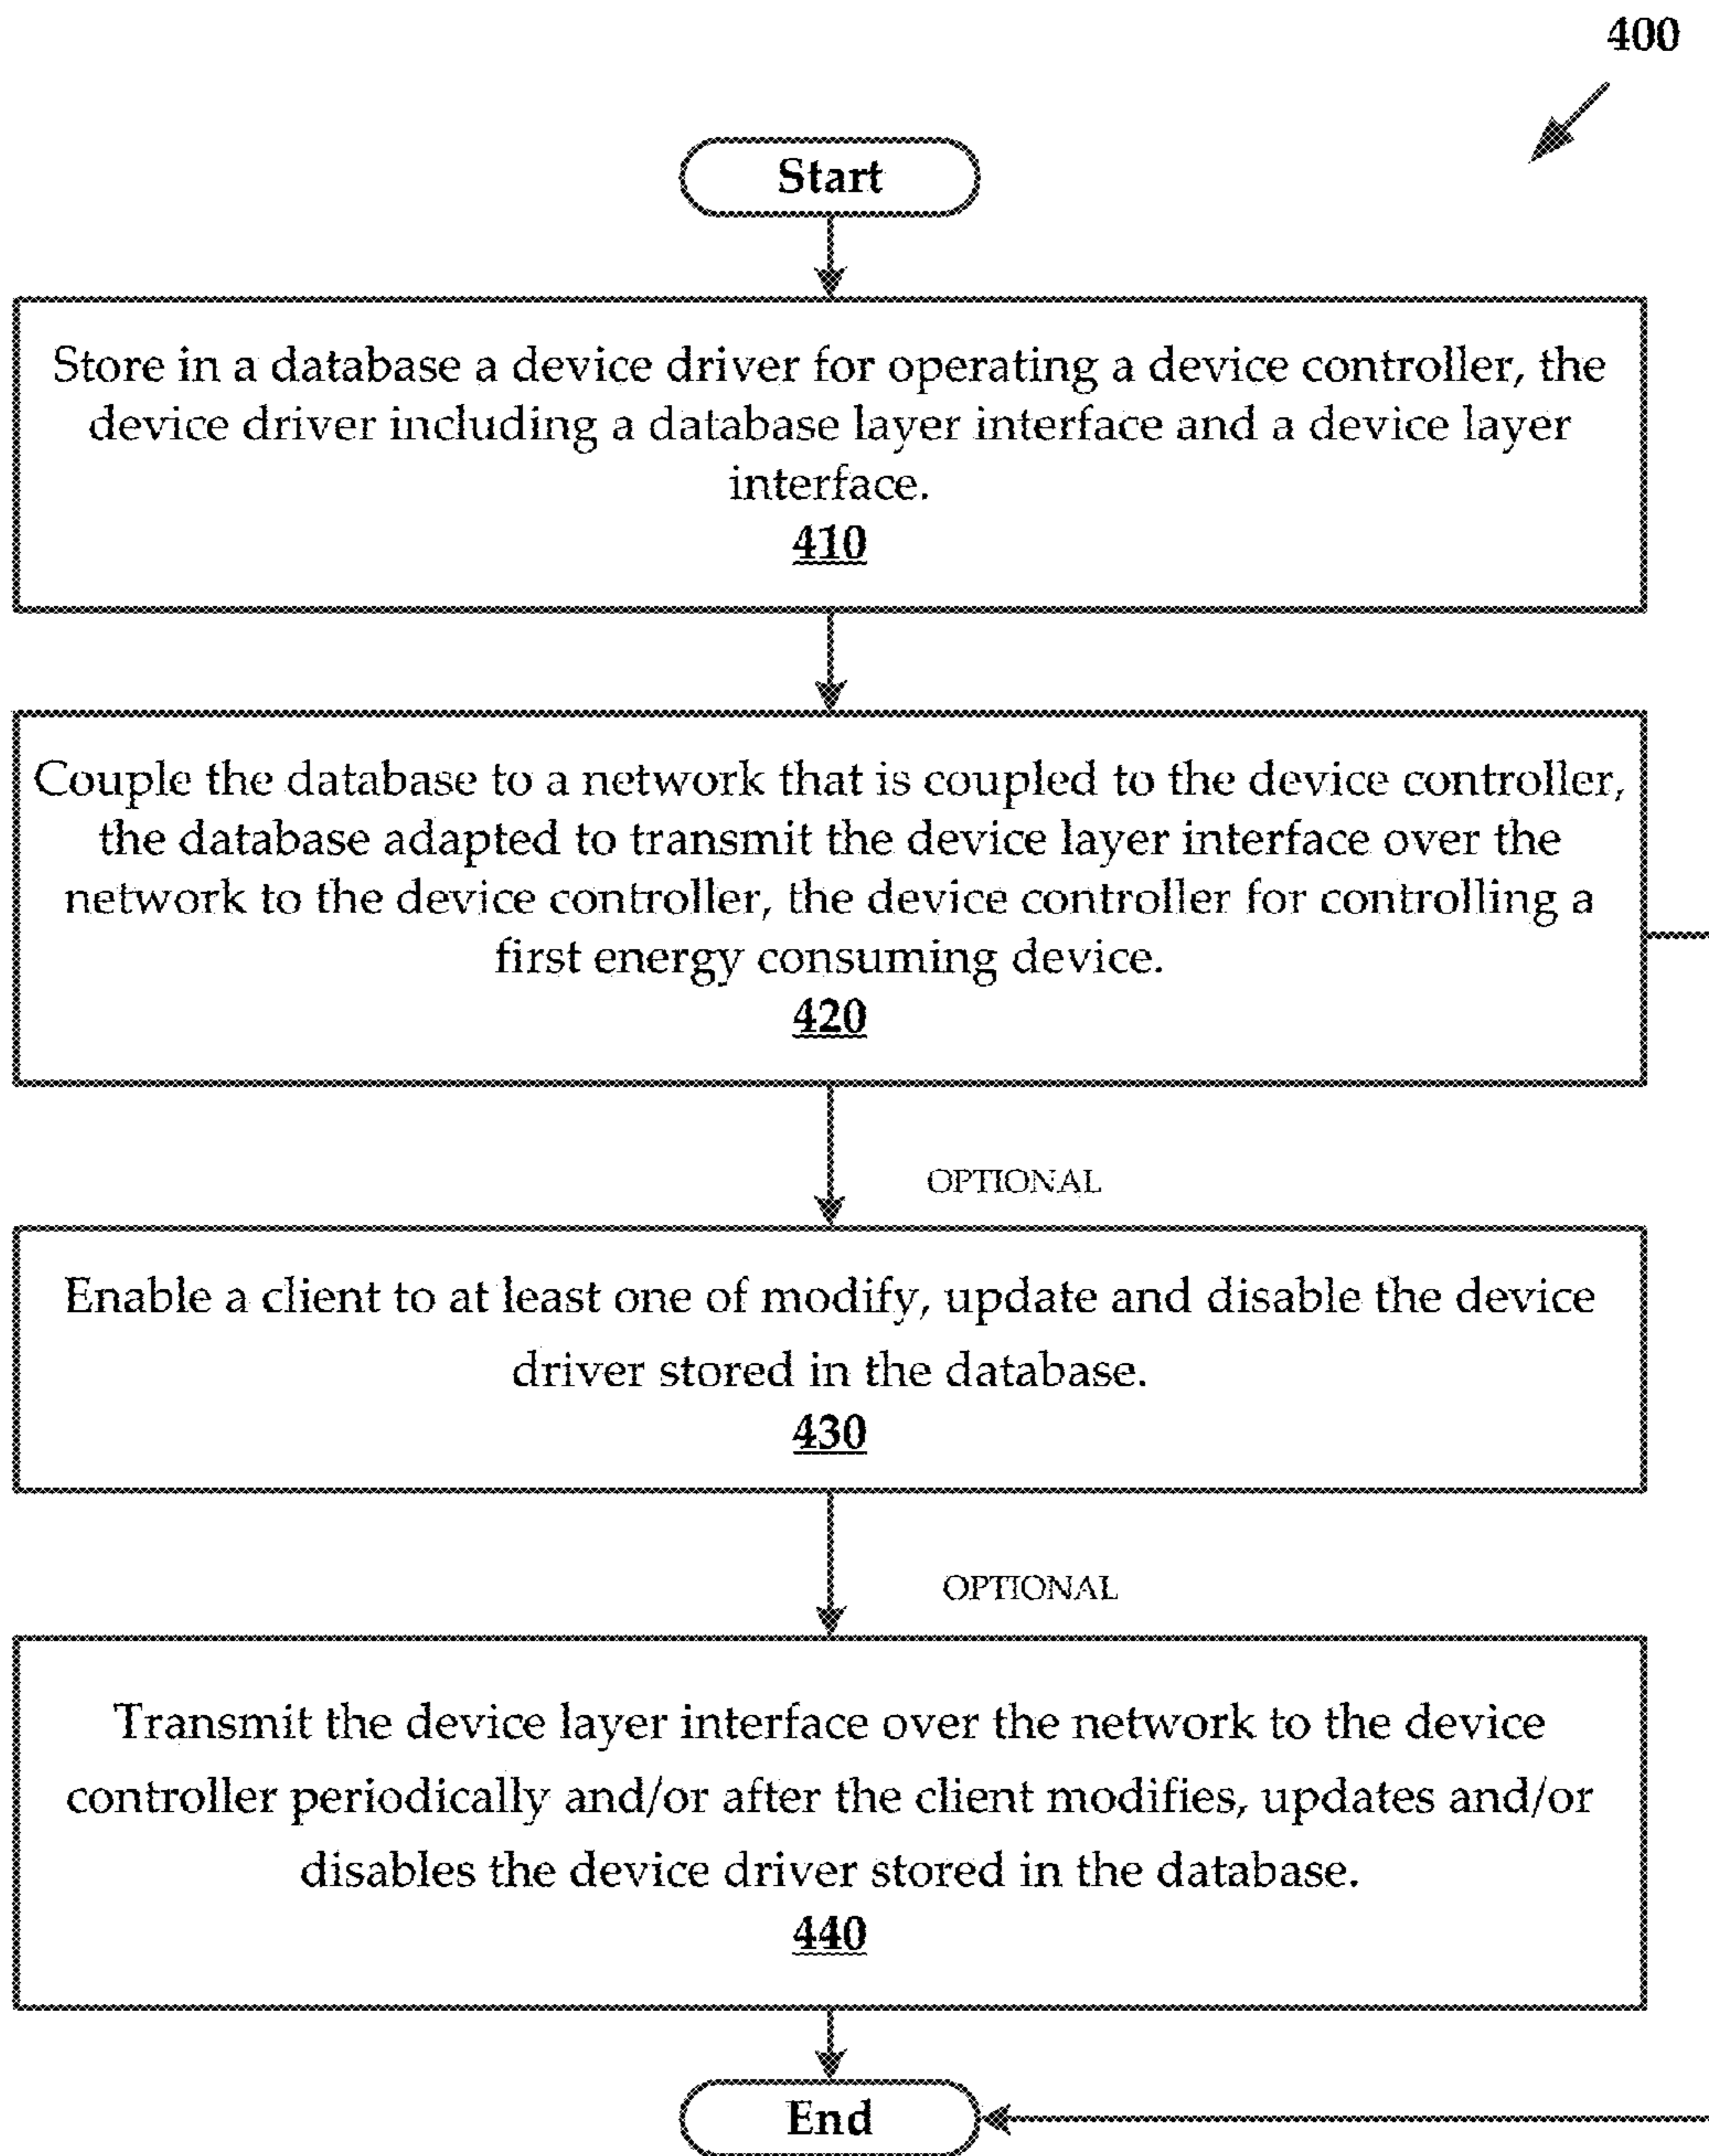 400
Start
Store in a database a device driver for operating a device controller, the
device driver including a database layer interface and a device layer
interface.
410
Couple the database to a network that is coupled to the device controller,
the database adapted to transmit the device layer interface over the
network to the device controller, the device controller for controlling a
first energy consuming device.
420
OPTIONAL
Enable a client to at least one of modify, update and disable the device
driver stored in the database.
430
OPTIONAL
Transmit the device layer interface over the network to the device
controller periodically and/or after the client modifies, updates and/or
disables the device driver stored in the database.
440
End